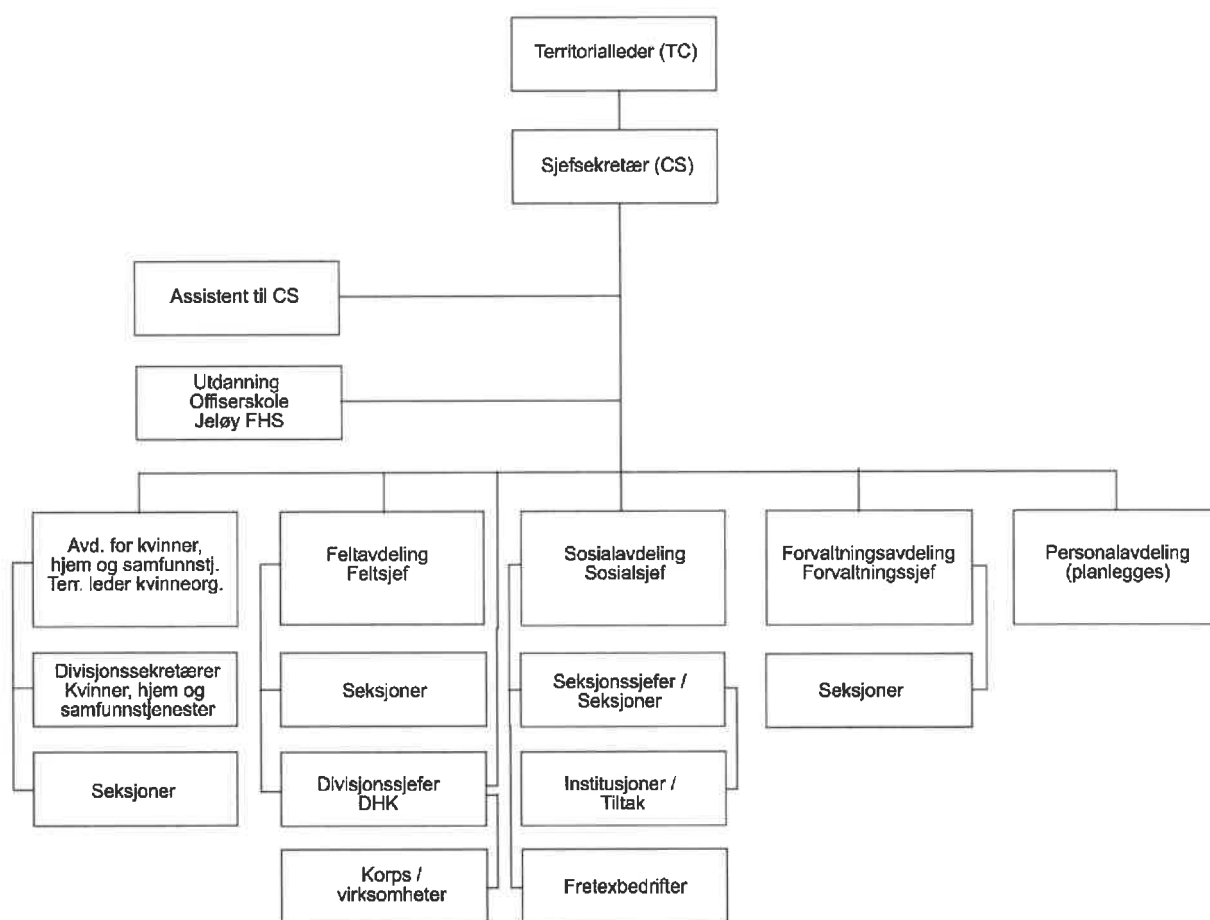 Territorialleder (TC)
Sjefsekretær (CS)
Assistent til CS
Utdanning
Offiserskole
Jeløy FHS
Avd. for kvinner,
hjem og samfunnstj.
Terr. leder kvinneorg.
Feltavdeling
Feltsjef
Sosialavdeling
Sosialsjef
Forvaltningsavdeling
Forvaltningssjef
Personalavdeling
(planlegges)
Divisjonssekretærer
Kvinner, hjem og
samfunnstjenester
Seksjoner
Seksjonssjefer /
Seksjoner
Seksjoner
Seksjoner
Divisjonssjefer
DHK
Institusjoner /
Tiltak
Korps /
virksomheter
Fretexbedrifter